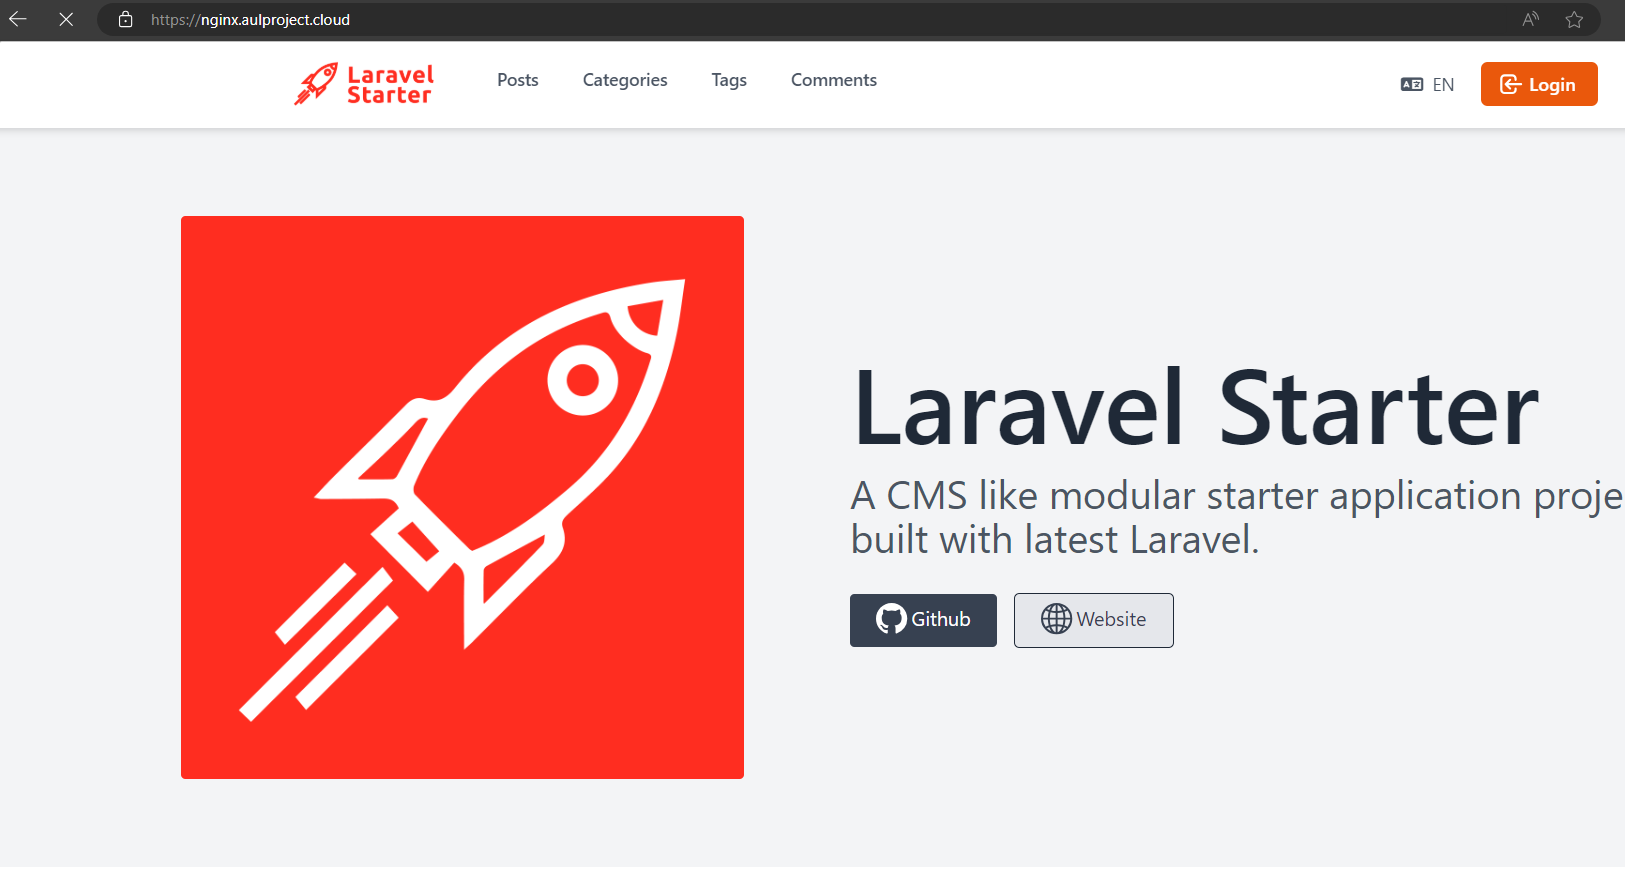 https://nginx.aulproject.cloud
Laravel
Starter
Posts
Categories
Tags
Comments
EN
Login
Laravel Starter
A CMS like modular starter application proje
built with latest Laravel.
Github
Website